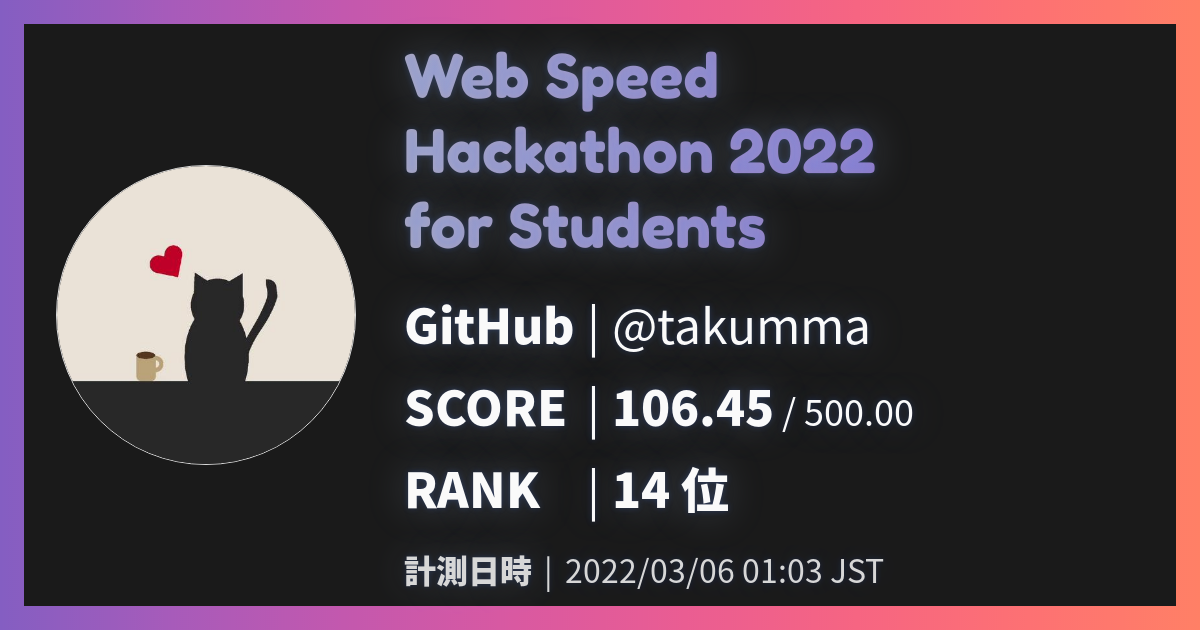 Web Speed
Hackathon 2022
for Students
GitHub | @takumma
SCORE | 106.45 / 500.00
RANK | 14 位
計測日時 | 2022/03/06 01:03 JST